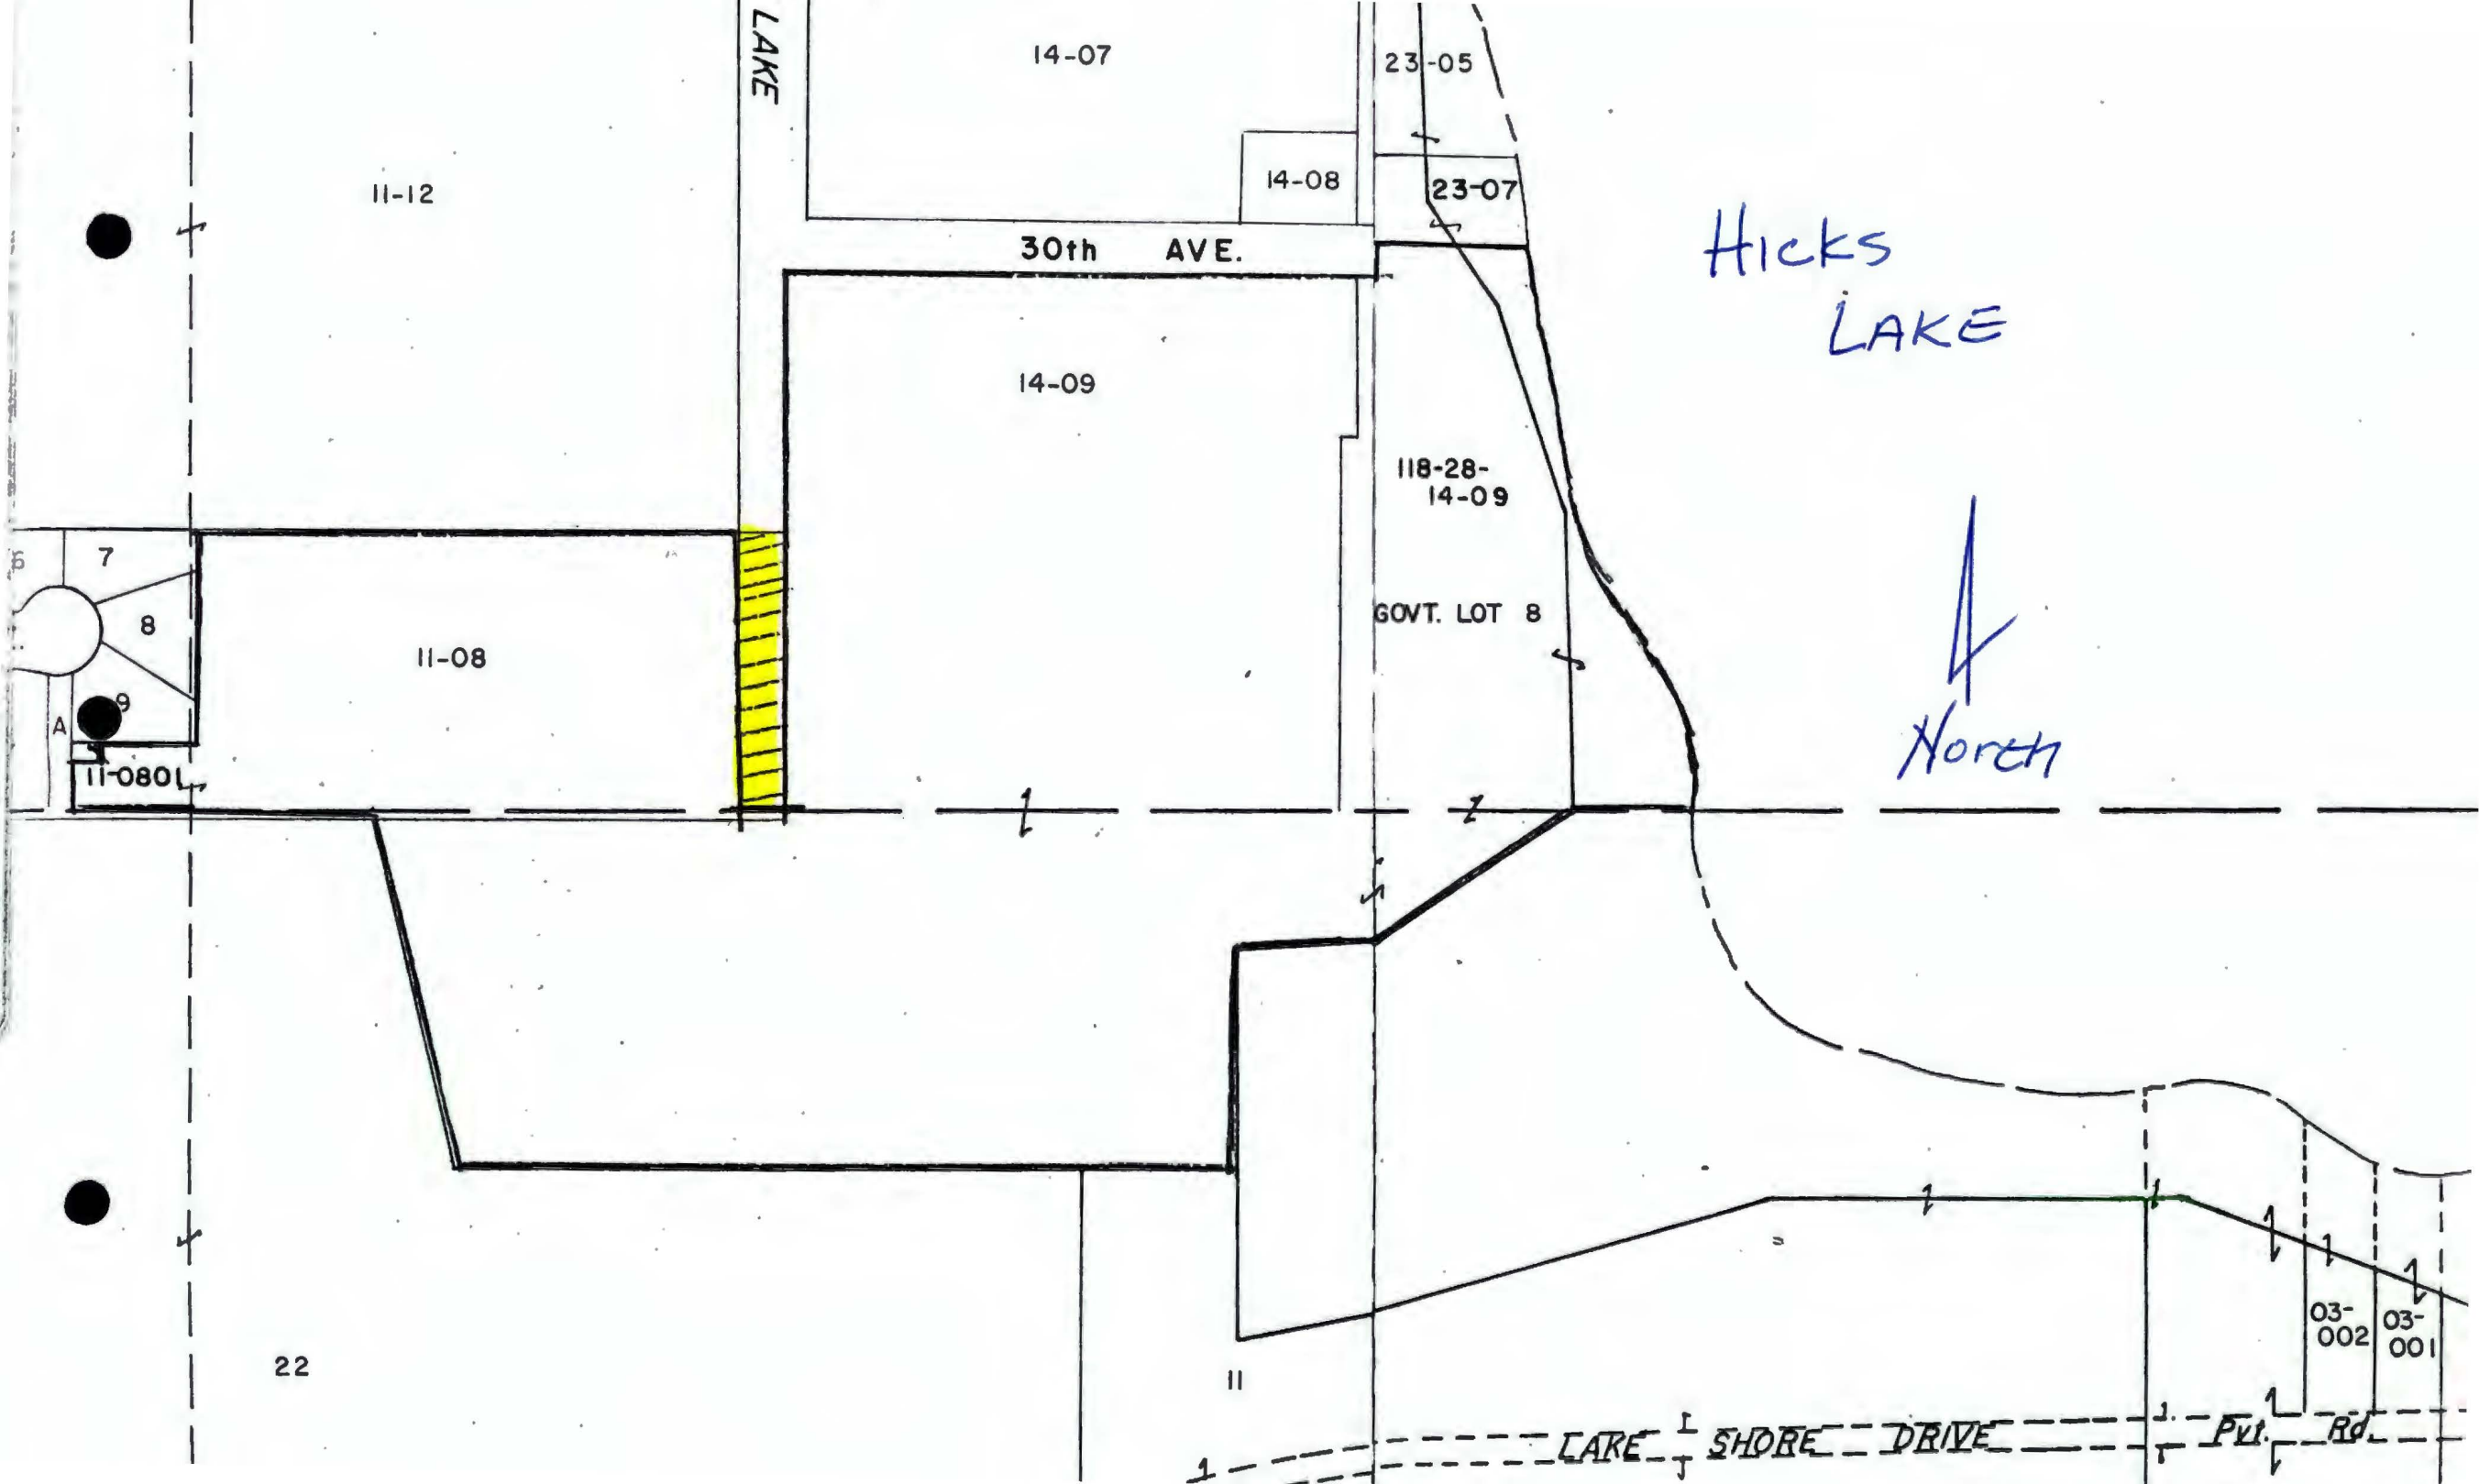 LAKE
14-07
23-05
11-12
14-08
23-07
30th AVE.
Hicks
LAKE
14-09
118-28-
14-09
7
8
GOVT. LOT 8
11-08
9
A
11-0801
North
03-
002
03-
001
22
11
LAKE SHORE DRIVE Pvt. Rd.